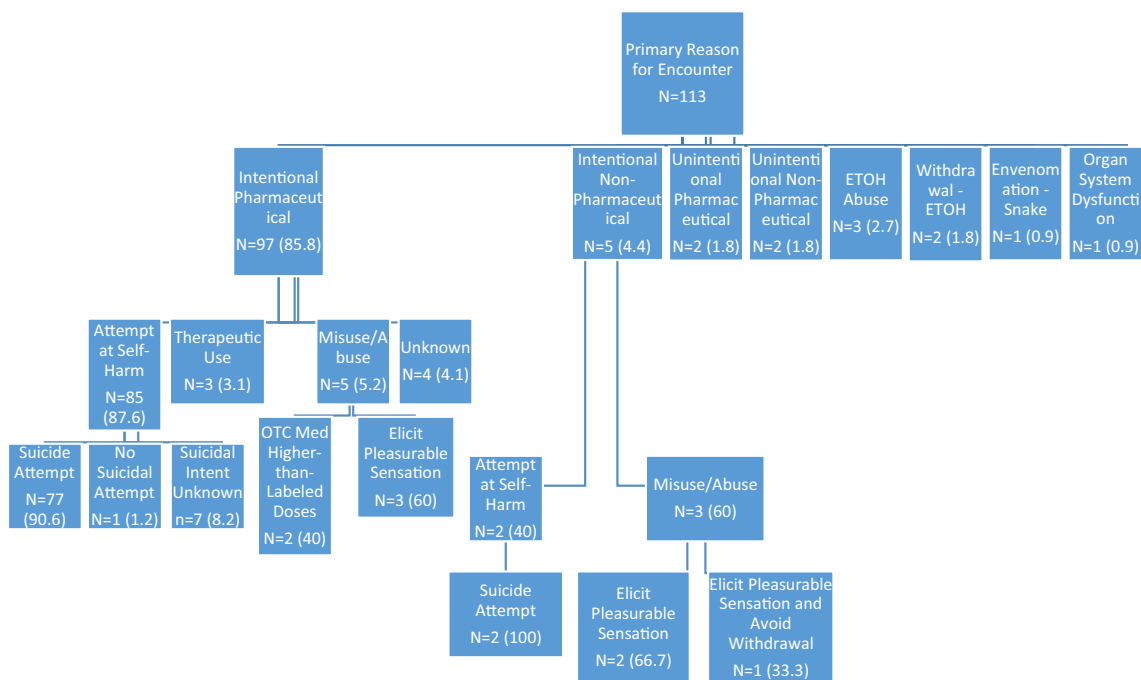 Primary Reason
for Encounter
N=113
Intentional
Pharmaceut
ical
N=97 (85.8)
Intentional
Non-
Pharmaceut
ical
N=5 (4.4)
Unintenti
onal
Pharmac
eutical
N=2 (1.8)
Unintenti
onal Non-
Pharmac
eutical
N=2 (1.8)
ETOH
Abuse
N=3 (2.7)
Withdra
wal -
ETOH
N=2 (1.8)
Envenom
ation -
Snake
N=1 (0.9)
Organ
System
Dysfuncti
on
N=1 (0.9)
Attempt
at Self-
Harm
N=85
(87.6)
Therapeutic
Use
N=3 (3.1)
Misuse/A
buse
N=5 (5.2)
Unknown
N=4 (4.1)
Suicide
Attempt
N=77
(90.6)
No
Suicidal
Attempt
N=1 (1.2)
Suicidal
Intent
Unknown
n=7 (8.2)
OTC Med
Higher-
than-
Labeled
Doses
N=2 (40)
Elicit
Pleasurable
Sensation
N=3 (60)
Attempt
at Self-
Harm
N=2 (40)
Misuse/Abuse
N=3 (60)
Suicide
Attempt
N=2 (100)
Elicit
Pleasurable
Sensation
N=2 (66.7)
Elicit Pleasurable
Sensation and
Avoid
Withdrawal
N=1 (33.3)